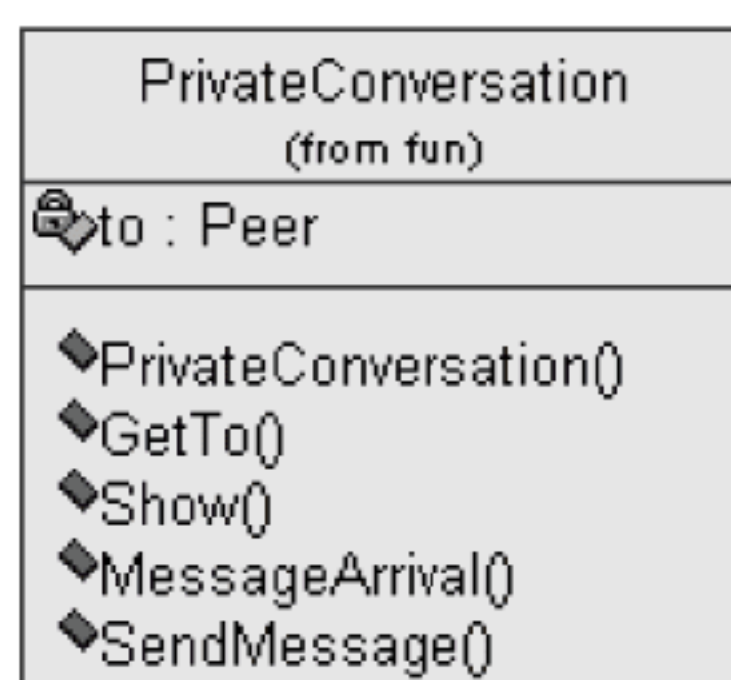 PrivateConversation
(from fun)
to : Peer
PrivateConversation()
GetTo()
Show()
MessageArrival()
SendMessage()